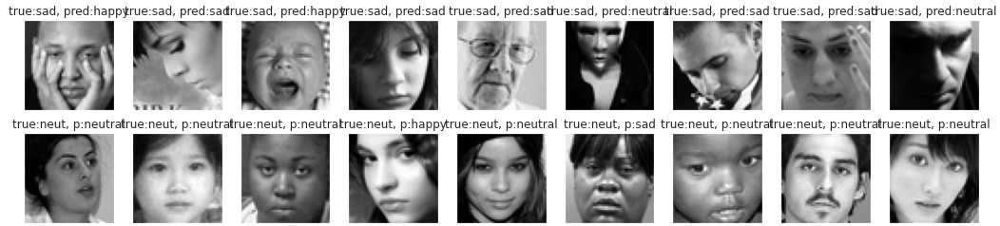 true:sad, pred:happy true:sad, pred:sad true:sad, pred:happy true:sad, pred:sad true:sad, pred:sad true:sad, pred:neutral true:sad, pred:sad true:sad, pred:sad true:sad, pred:neutral
true:neut, p:neutral true:neut, p:neutral true:neut, p:neutral true:neut, p:happy true:neut, p:neutral true:neut, p:sad true:neut, p:neutral true:neut, p:neutral true:neut, p:neutral